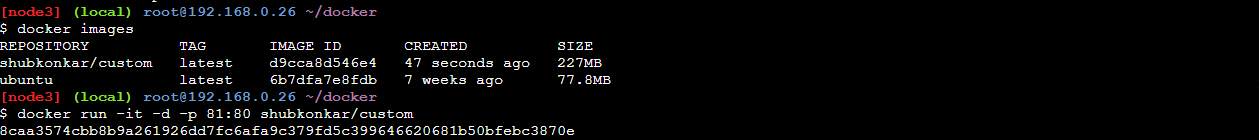 [node3] (local) root@192.168.0.26 ~/docker
$ docker images
REPOSITORY TAG IMAGE ID CREATED SIZE
shubkonkar/custom latest d9cca8d546e4 47 seconds ago 227MB
ubuntu latest 6b7dfa7e8fdb 7 weeks ago 77.8MB
[node3] (local) root@192.168.0.26 ~/docker
$ docker run -it -d -p 81:80 shubkonkar/custom
8caa3574cbb8b9a261926dd7fc6afa9c379fd5c399646620681b50bfebc3870e